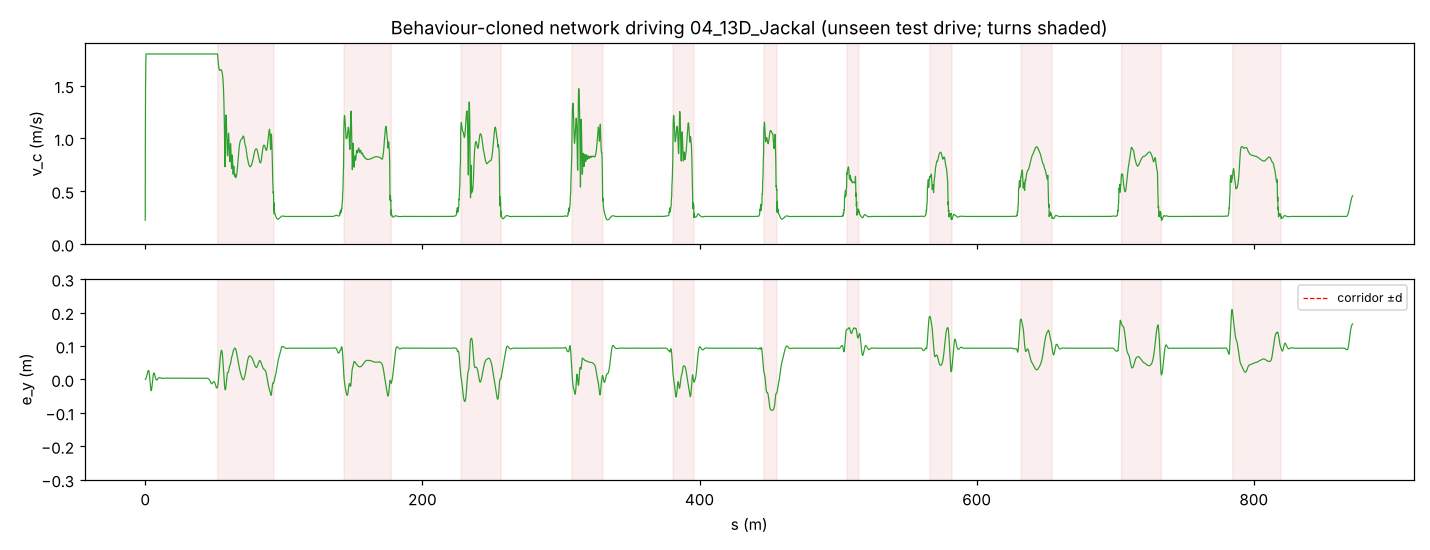 Behaviour-cloned network driving 04_13D_Jackal (unseen test drive; turns shaded)
v_c (m/s)
1.5
1.0
0.5
0.0
e_y (m)
0.3
0.2
0.1
0.0
−0.1
−0.2
−0.3
corridor ±d
0 200 400 600 800
s (m)